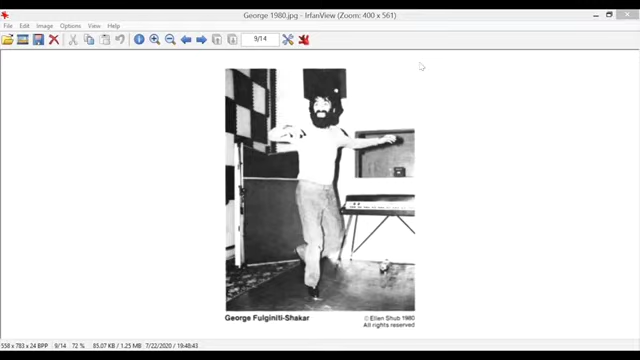 George 1980.jpg - IrfanView (Zoom: 400 x 561)
File Edit Image Options View Help
9/14
George Fulginiti-Shakar
© Ellen Shub 1980
All rights reserved
558 x 783 x 24 BPP 9/14 72 % 85.07 KB / 1.25 MB 7/22/2020 / 19:48:43